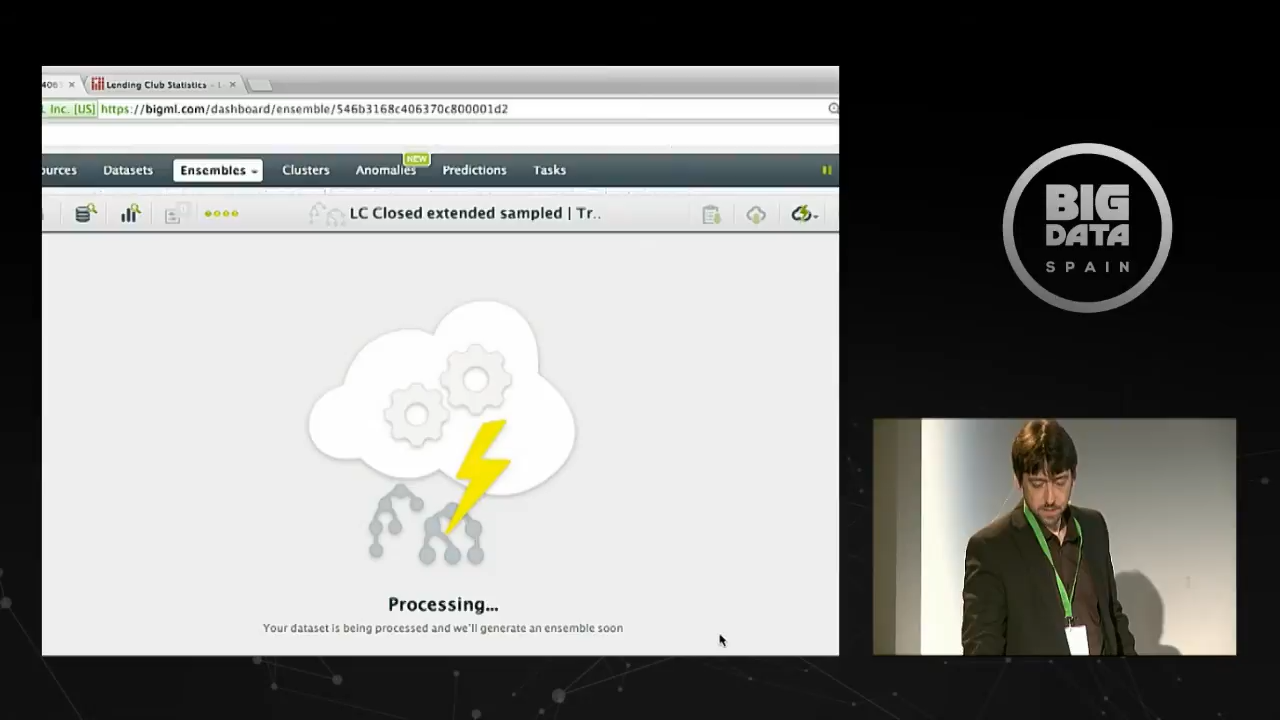 406
Lending Club Statistics
Inc. [US] https://bigml.com/dashboard/ensemble/546b3168c406370c800001d2
NEW
ources Datasets Ensembles Clusters Anomalies Predictions Tasks
LC Closed extended sampled | Tr..
Processing...
Your dataset is being processed and we'll generate an ensemble soon
BIG
DATA
SPAIN